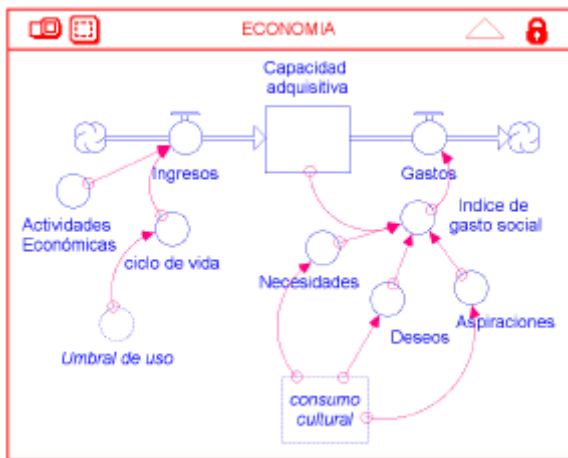 ECONOMIA
Capacidad
adquisitiva
Ingresos
Gastos
Actividades
Económicas
ciclo de vida
Indice de
gasto social
Necesidades
Deseos
Aspiraciones
Umbral de uso
consumo
cultural